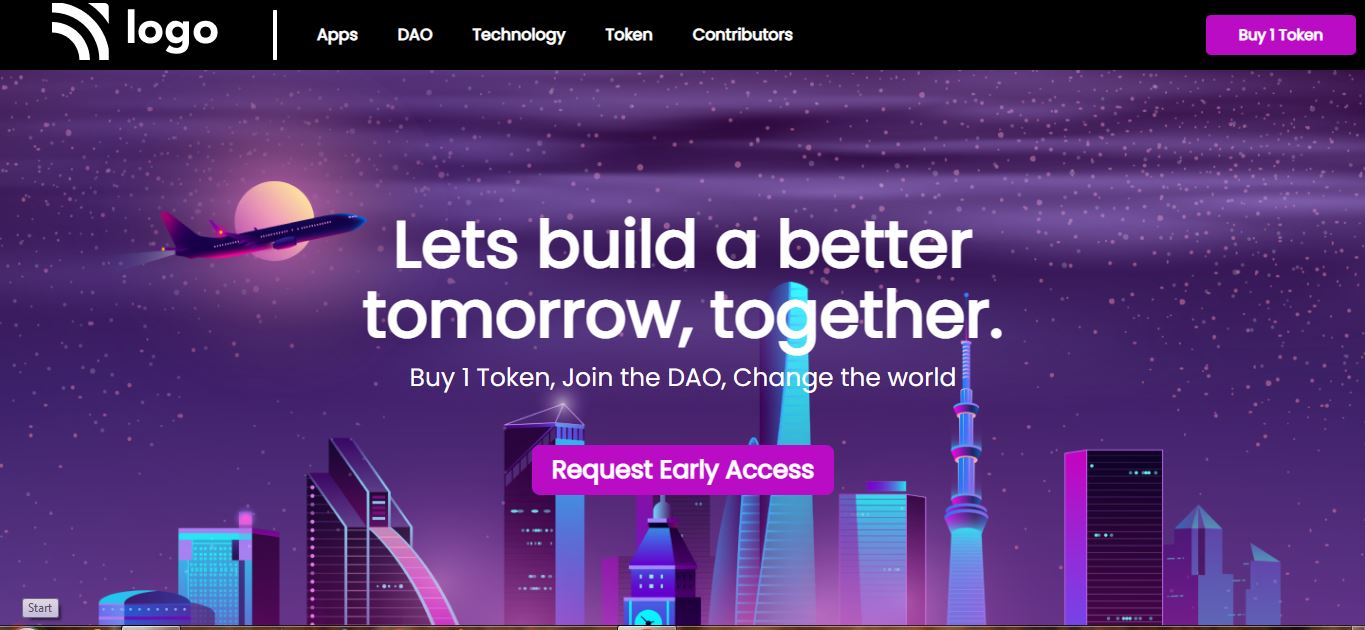 logo
Apps
DAO
Technology
Token
Contributors
Buy 1 Token
Lets build a better
tomorrow, together.
Buy 1 Token, Join the DAO, Change the world
Request Early Access
Start